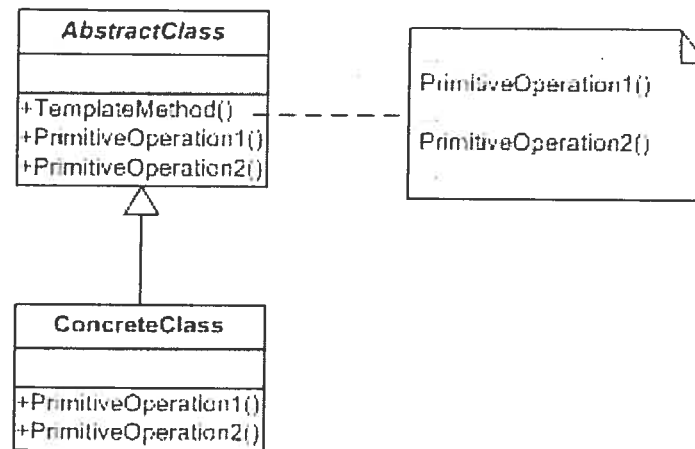 AbstractClass
+TemplateMethod()
+PrimitiveOperation1()
+PrimitiveOperation2()
PrimitiveOperation1()
PrimitiveOperation2()
ConcreteClass
+PrimitiveOperation1()
+PrimitiveOperation2()